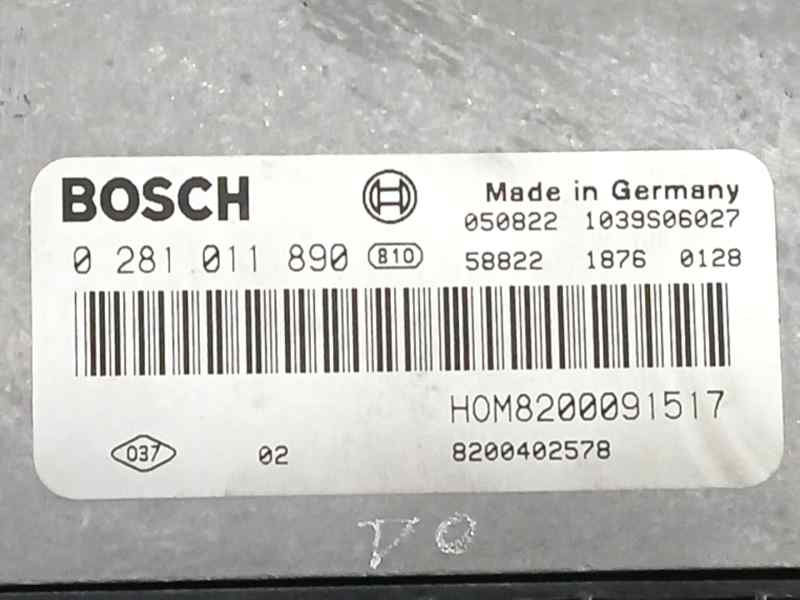 BOSCH Made in Germany
050822 1039S06027
0 281 011 890 810 58822 1876 0128
HOM8200091517
037 02 8200402578